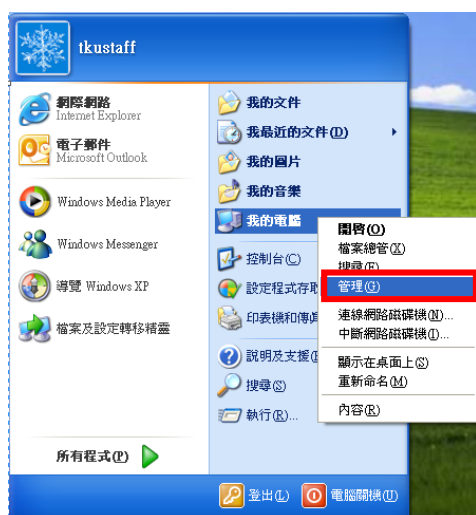 tkustaff
網際網路
Internet Explorer
電子郵件
Microsoft Outlook
Windows Media Player
Windows Messenger
導覽 Windows XP
檔案及設定轉移精靈
所有程式(P)
我的文件
我最近的文件(D)
我的圖片
我的音樂
我的電腦
控制台(C)
設定程式存取
印表機和傳真
說明及支援(
搜尋(S)
執行(R)...
開啓(O)
檔案總管(X)
搜尋(E)
管理(G)
連線網路磁碟機(N)...
中斷網路磁碟機(I)...
顯示在桌面上(S)
重新命名(M)
內容(R)
登出(L)
電腦關機(U)